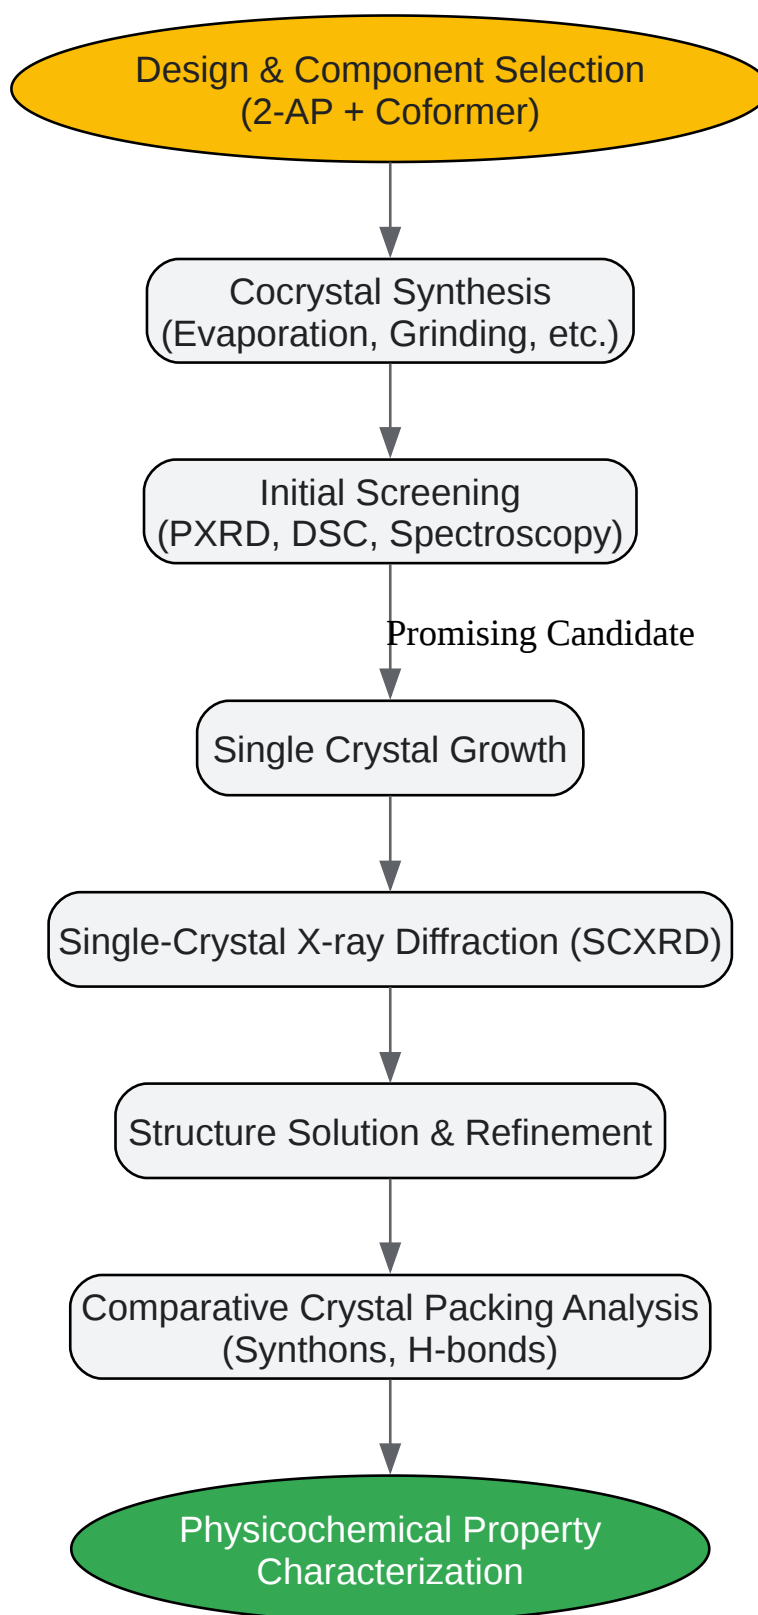 Design & Component Selection
(2-AP + Coformer)
Cocrystal Synthesis
(Evaporation, Grinding, etc.)
Initial Screening
(PXRD, DSC, Spectroscopy)
Promising Candidate
Single Crystal Growth
Single-Crystal X-ray Diffraction (SCXRD)
Structure Solution & Refinement
Comparative Crystal Packing Analysis
(Synthons, H-bonds)
Physicochemical Property
Characterization